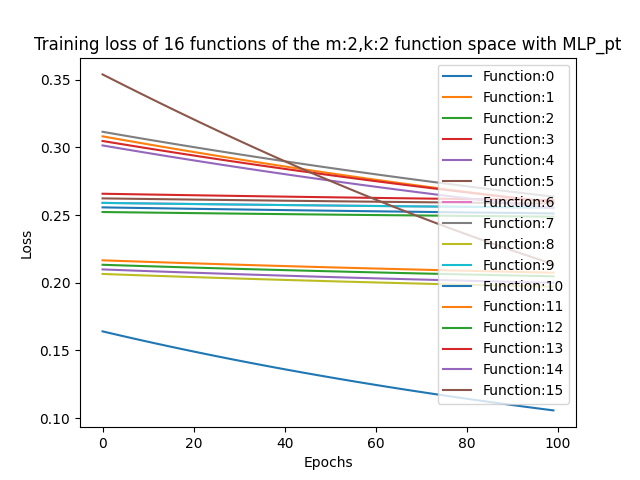 Training loss of 16 functions of the m:2,k:2 function space with MLP_pt
Loss
0.35
0.30
0.25
0.20
0.15
0.10
Function:0
Function:1
Function:2
Function:3
Function:4
Function:5
Function:6
Function:7
Function:8
Function:9
Function:10
Function:11
Function:12
Function:13
Function:14
Function:15
0 20 40 60 80 100
Epochs